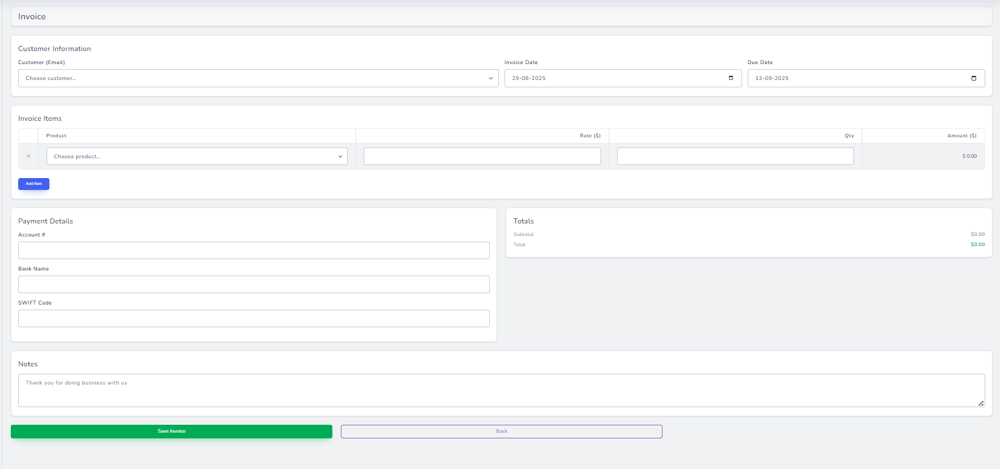 Invoice
Customer Information
Customer (Email)
Invoice Date
Due Date
Choose customer...
29-08-2025
13-09-2025
Invoice Items
Product
Rate ($)
Qty
Amount ($)
Choose product...
$ 0.00
Add Item
Payment Details
Account #
Bank Name
SWIFT Code
Totals
Subtotal
$0.00
Total
$0.00
Notes
Thank you for doing business with us
Save Invoice
Back